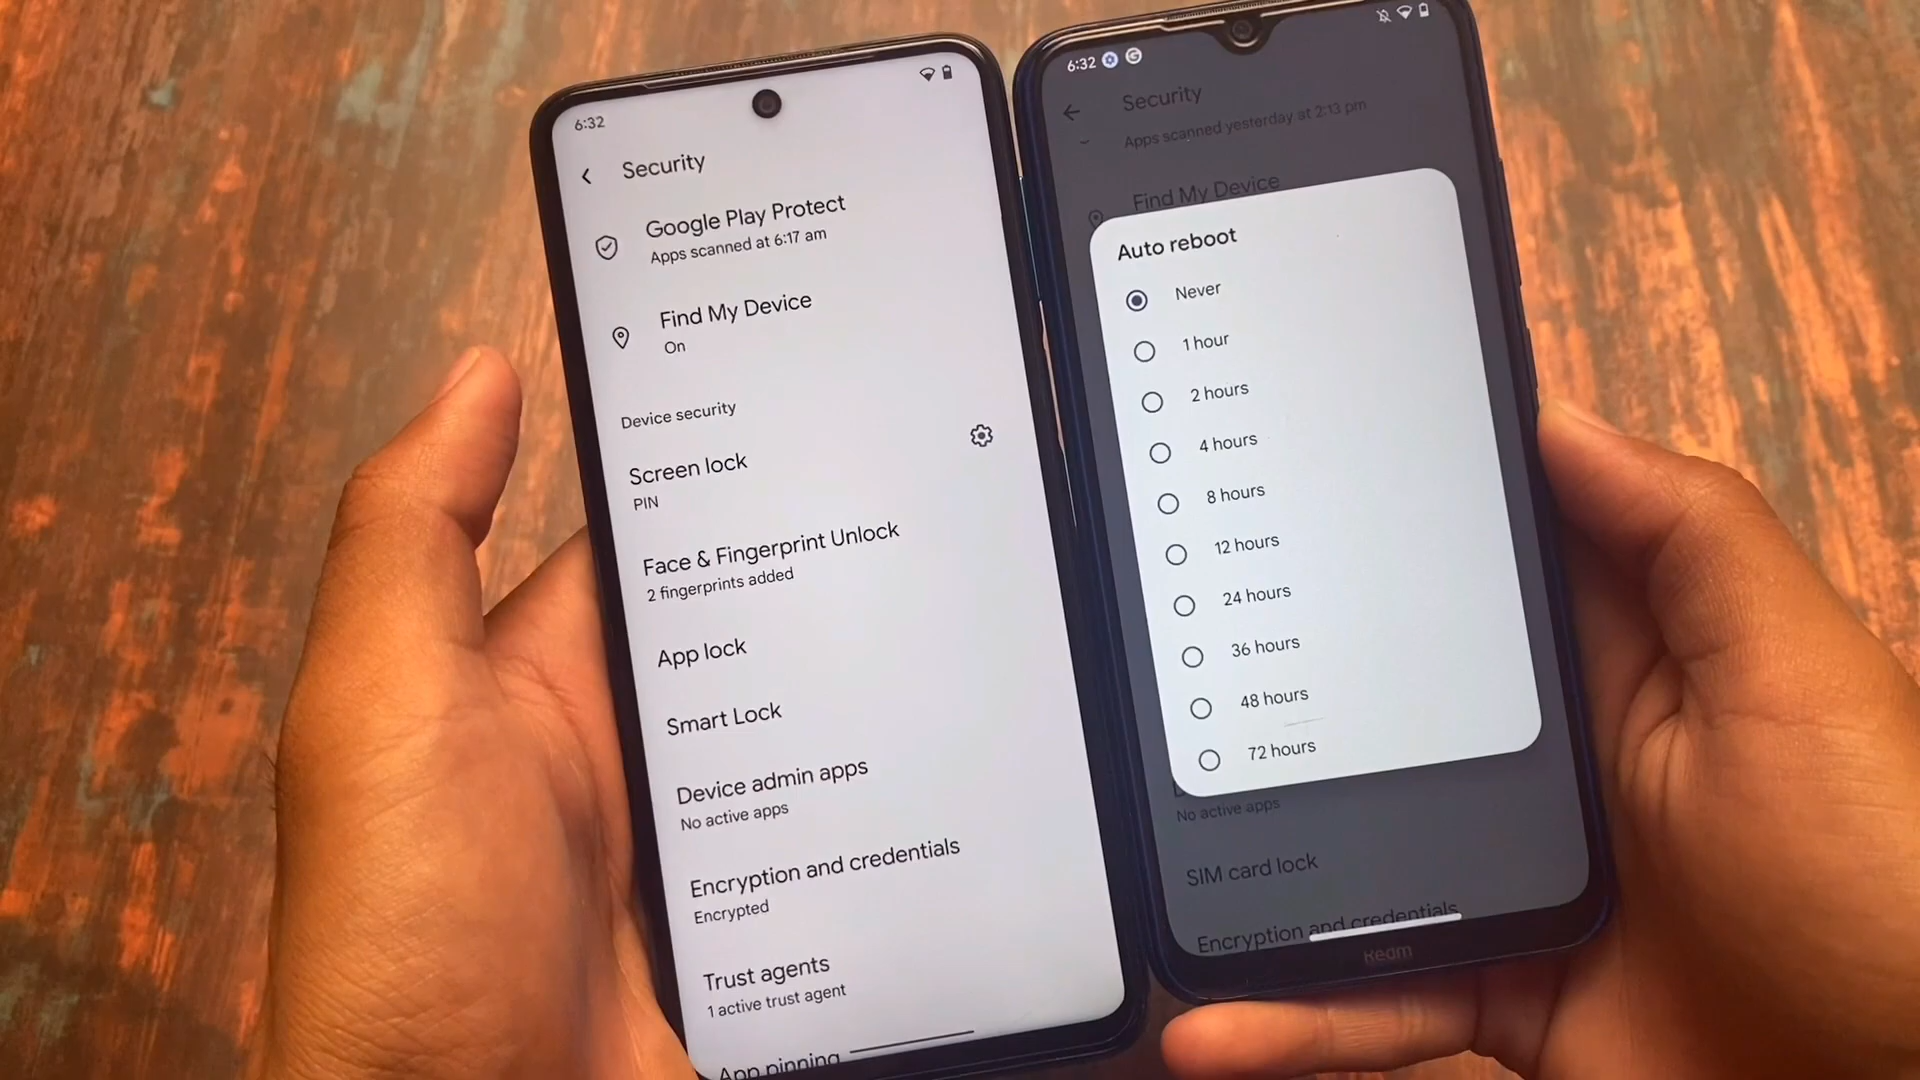 6:32
Security
Google Play Protect
Apps scanned at 6:17 am
Find My Device
On
Device security
Screen lock
PIN
Face & Fingerprint Unlock
2 fingerprints added
App lock
Smart Lock
Device admin apps
No active apps
Encryption and credentials
Encrypted
Trust agents
1 active trust agent
App pinning
6:32
Security
Apps scanned yesterday at 2:13 pm
Find My Device
Auto reboot
Never
1 hour
2 hours
4 hours
8 hours
12 hours
24 hours
36 hours
48 hours
72 hours
No active apps
SIM card lock
Encryption and credentials
Redm